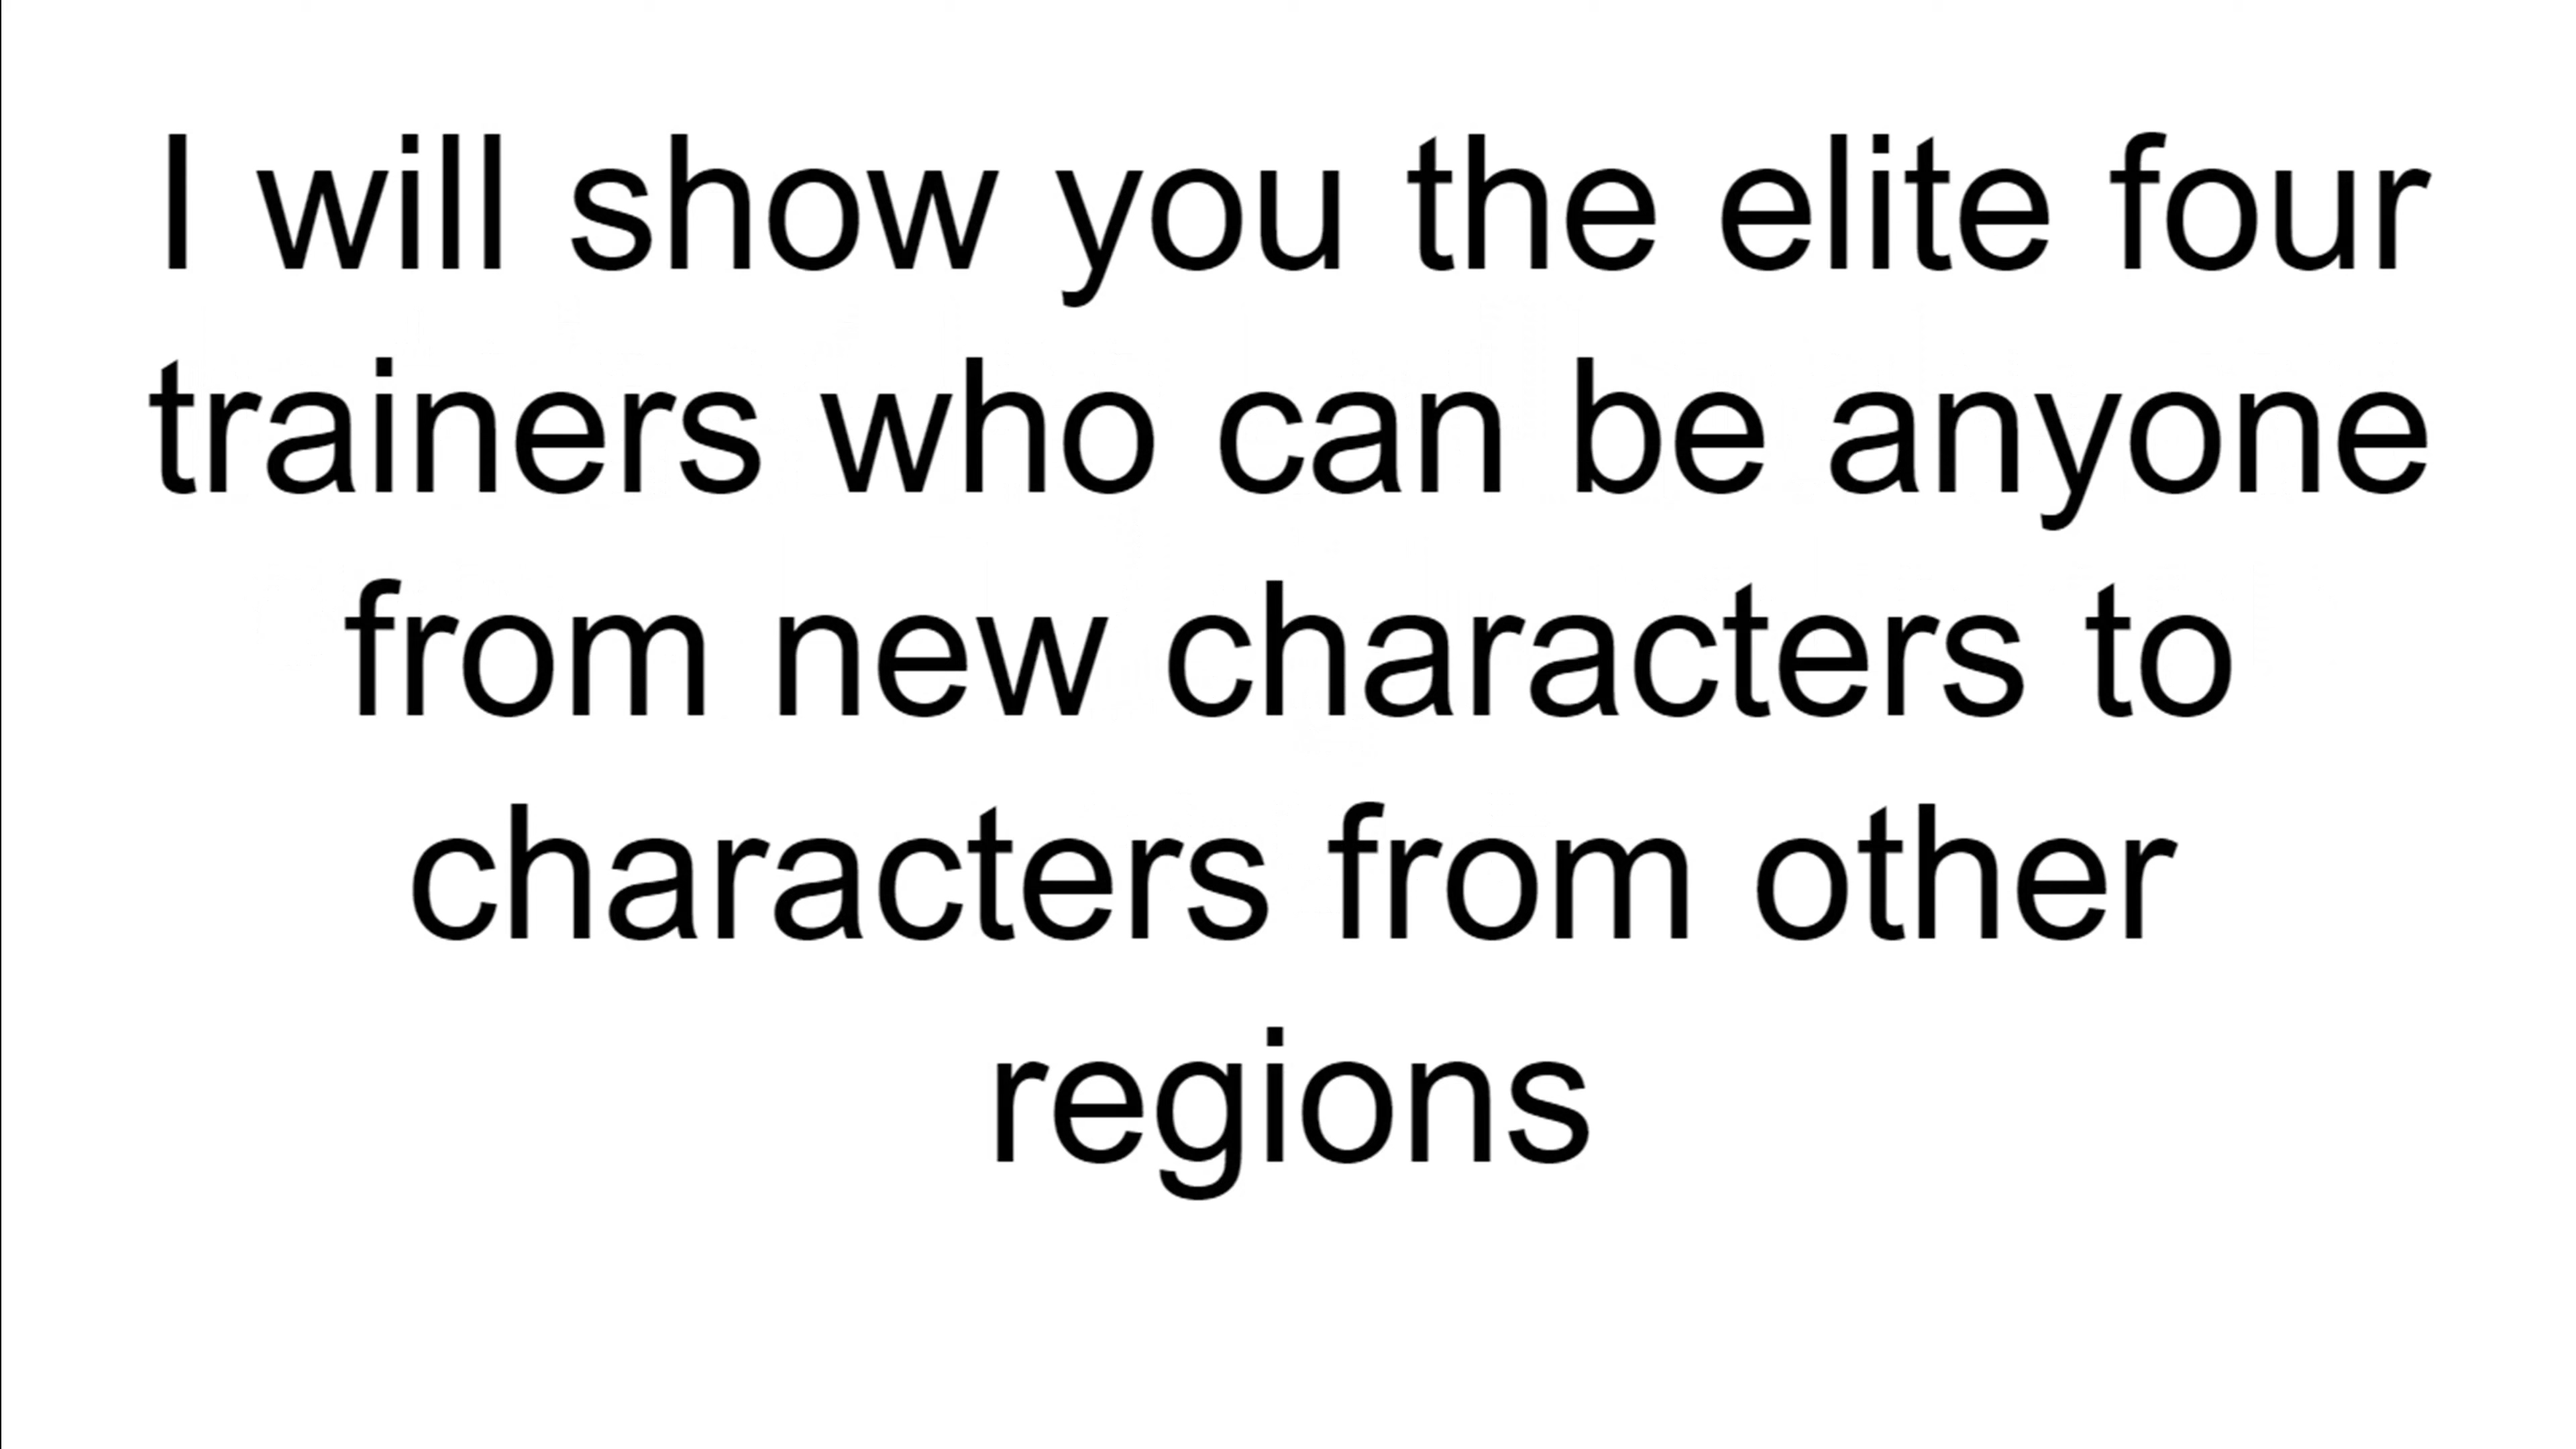 I will show you the elite four
trainers who can be anyone
from new characters to
characters from other
regions